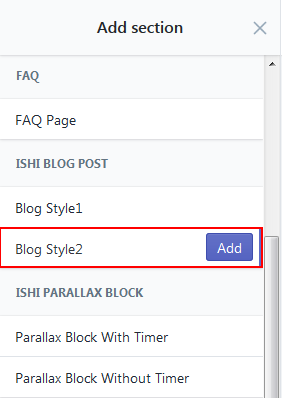 Add section
FAQ
FAQ Page
ISHI BLOG POST
Blog Style1
Blog Style2 Add
ISHI PARALLAX BLOCK
Parallax Block With Timer
Parallax Block Without Timer